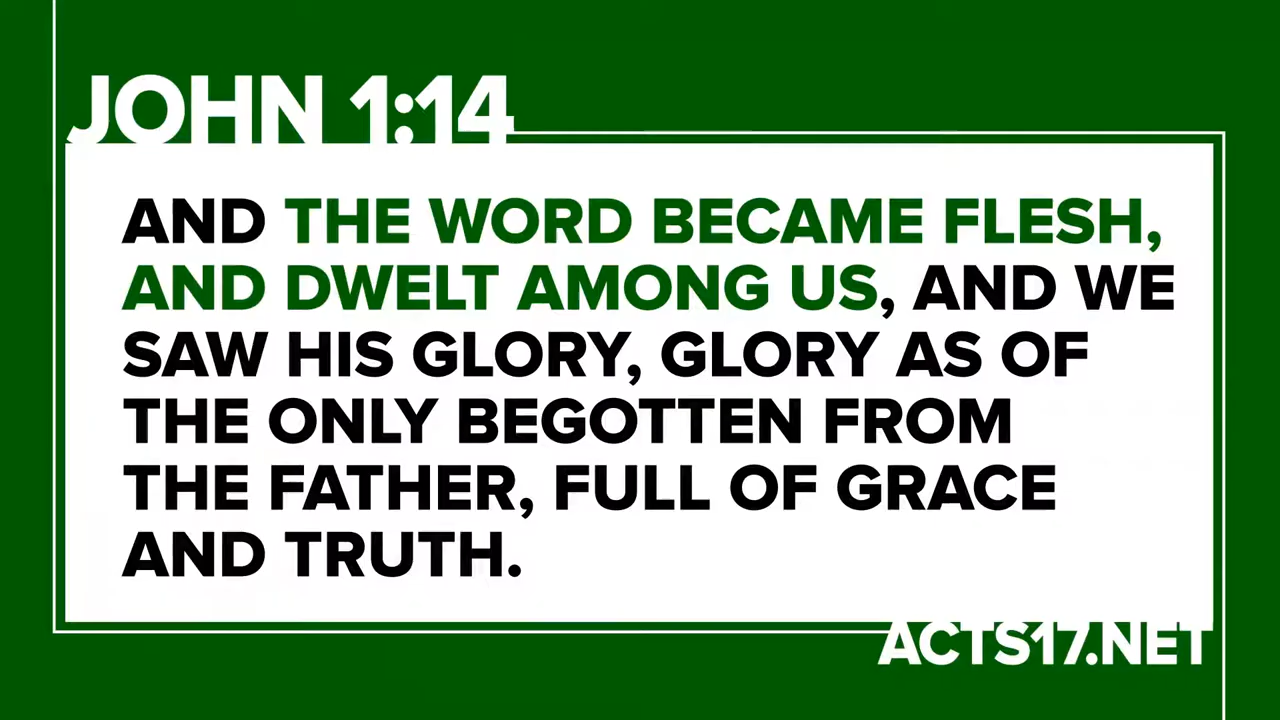 JOHN 1:14
AND THE WORD BECAME FLESH,
AND DWELT AMONG US, AND WE
SAW HIS GLORY, GLORY AS OF
THE ONLY BEGOTTEN FROM
THE FATHER, FULL OF GRACE
AND TRUTH.
ACTS17.NET